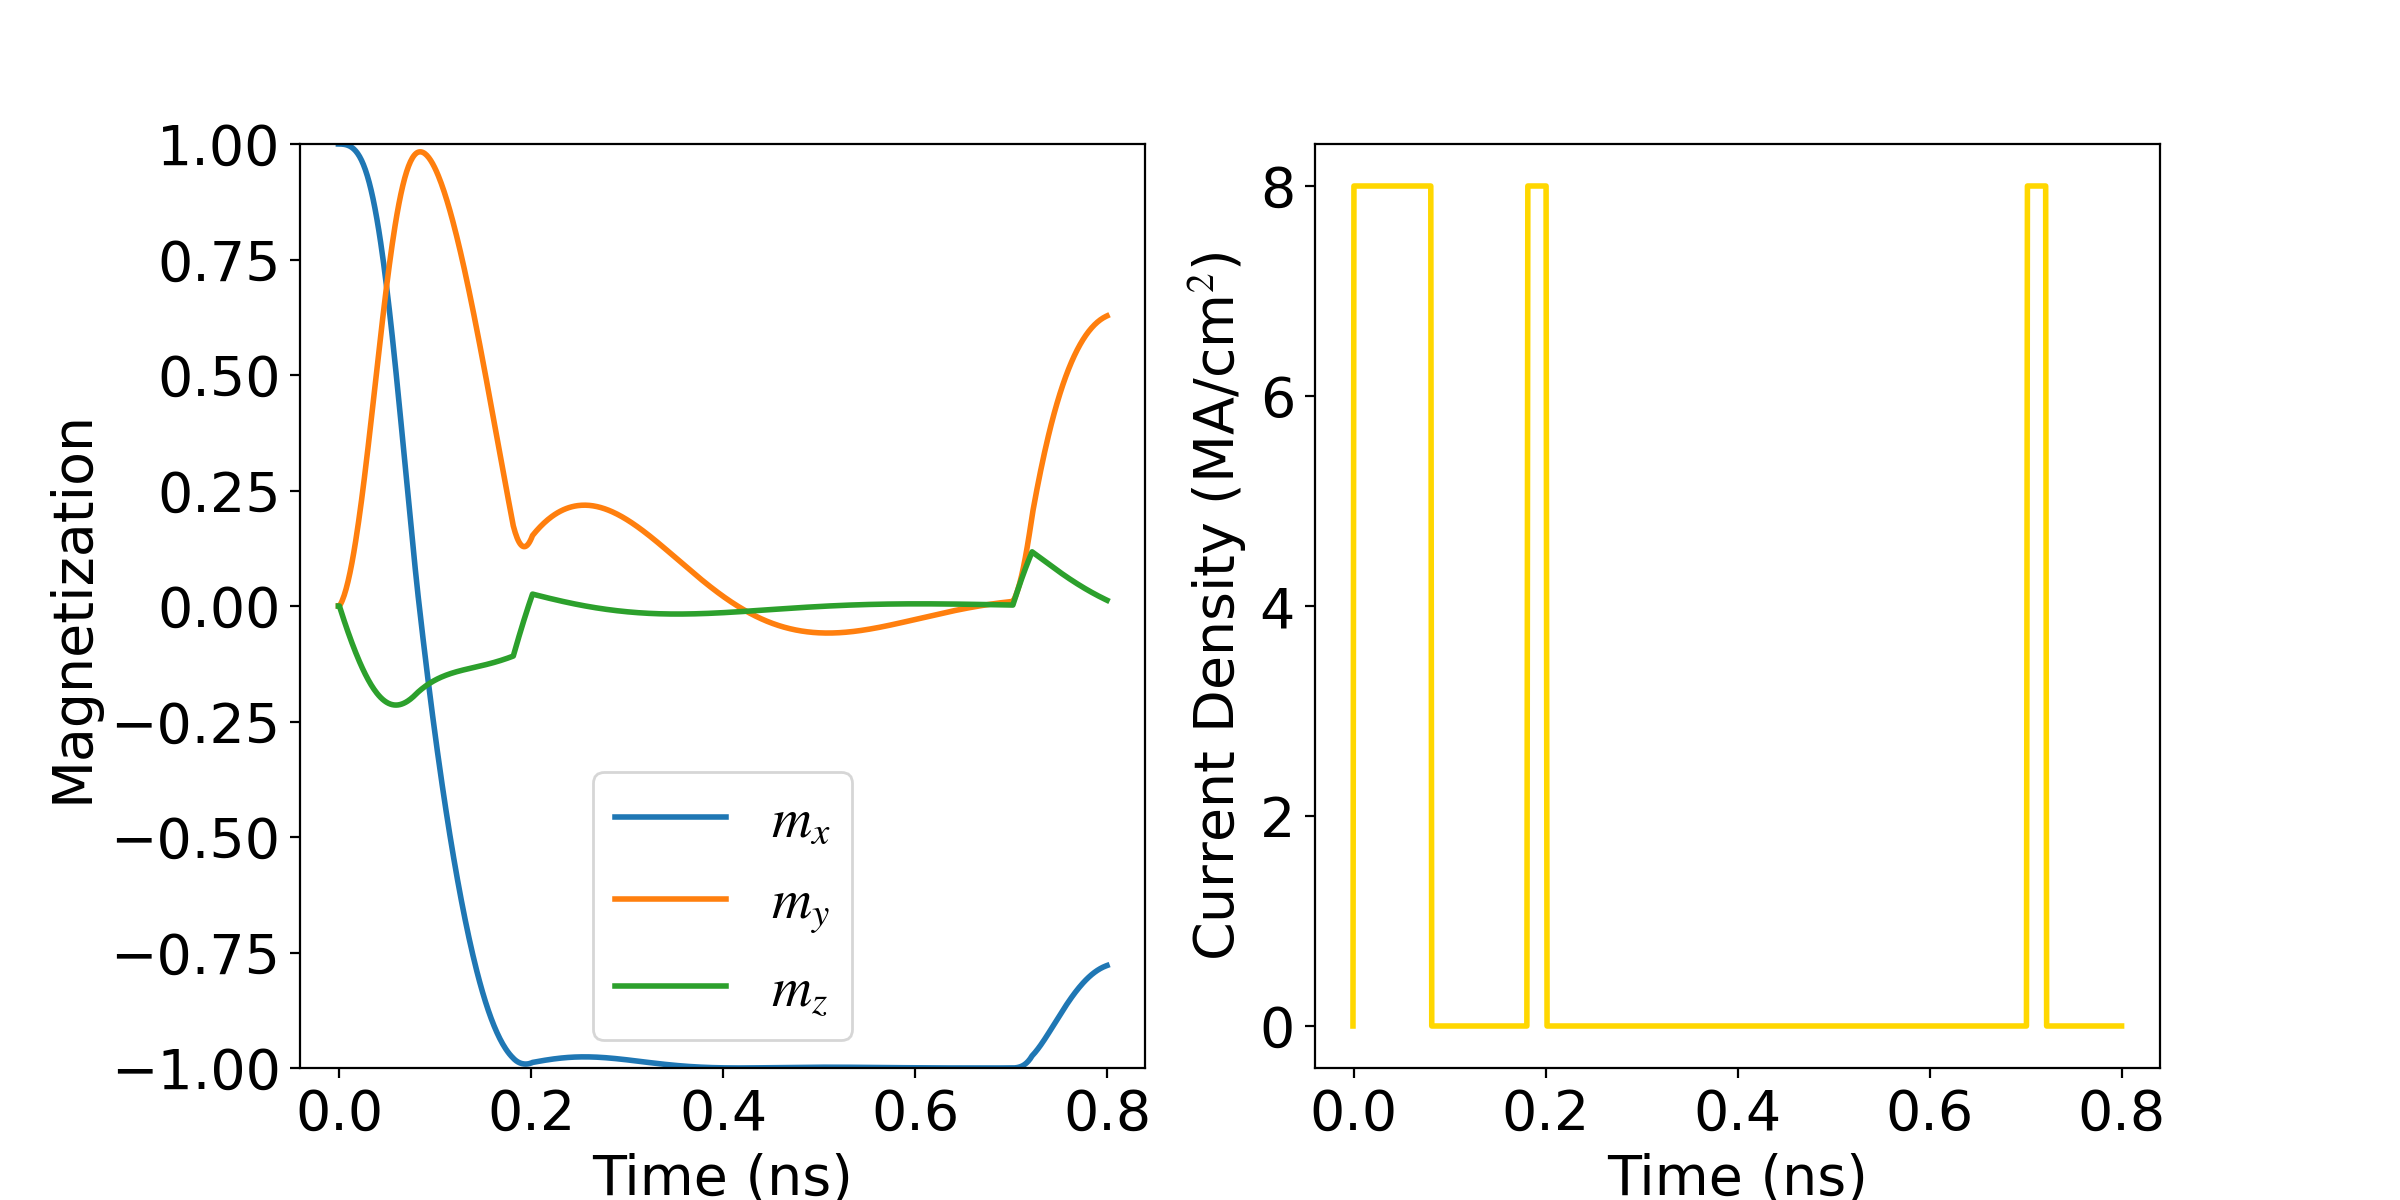 Magnetization
1.00
0.75
0.50
0.25
0.00
−0.25
−0.50
−0.75
−1.00
0.0 0.2 0.4 0.6 0.8
Time (ns)
m_x
m_y
m_z
Current Density (MA/cm²)
8
6
4
2
0
0.0 0.2 0.4 0.6 0.8
Time (ns)